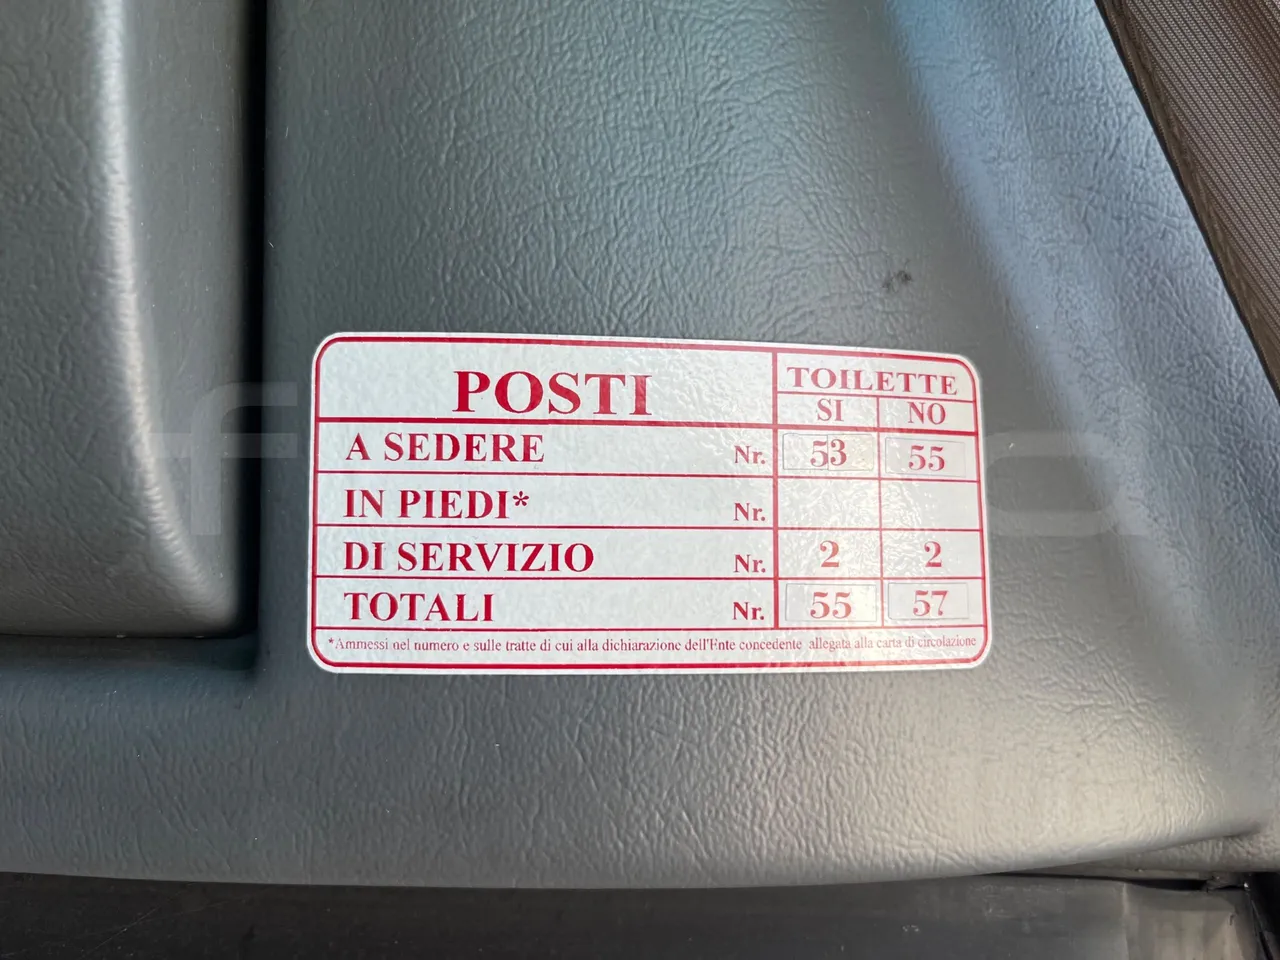 POSTI TOILETTE
SI NO
A SEDERE Nr. 53 55
IN PIEDI* Nr.
DI SERVIZIO Nr. 2 2
TOTALI Nr. 55 57
*Ammessi nel numero e sulle tratte di cui alla dichiarazione dell'Ente concedente allegata alla carta di circolazione